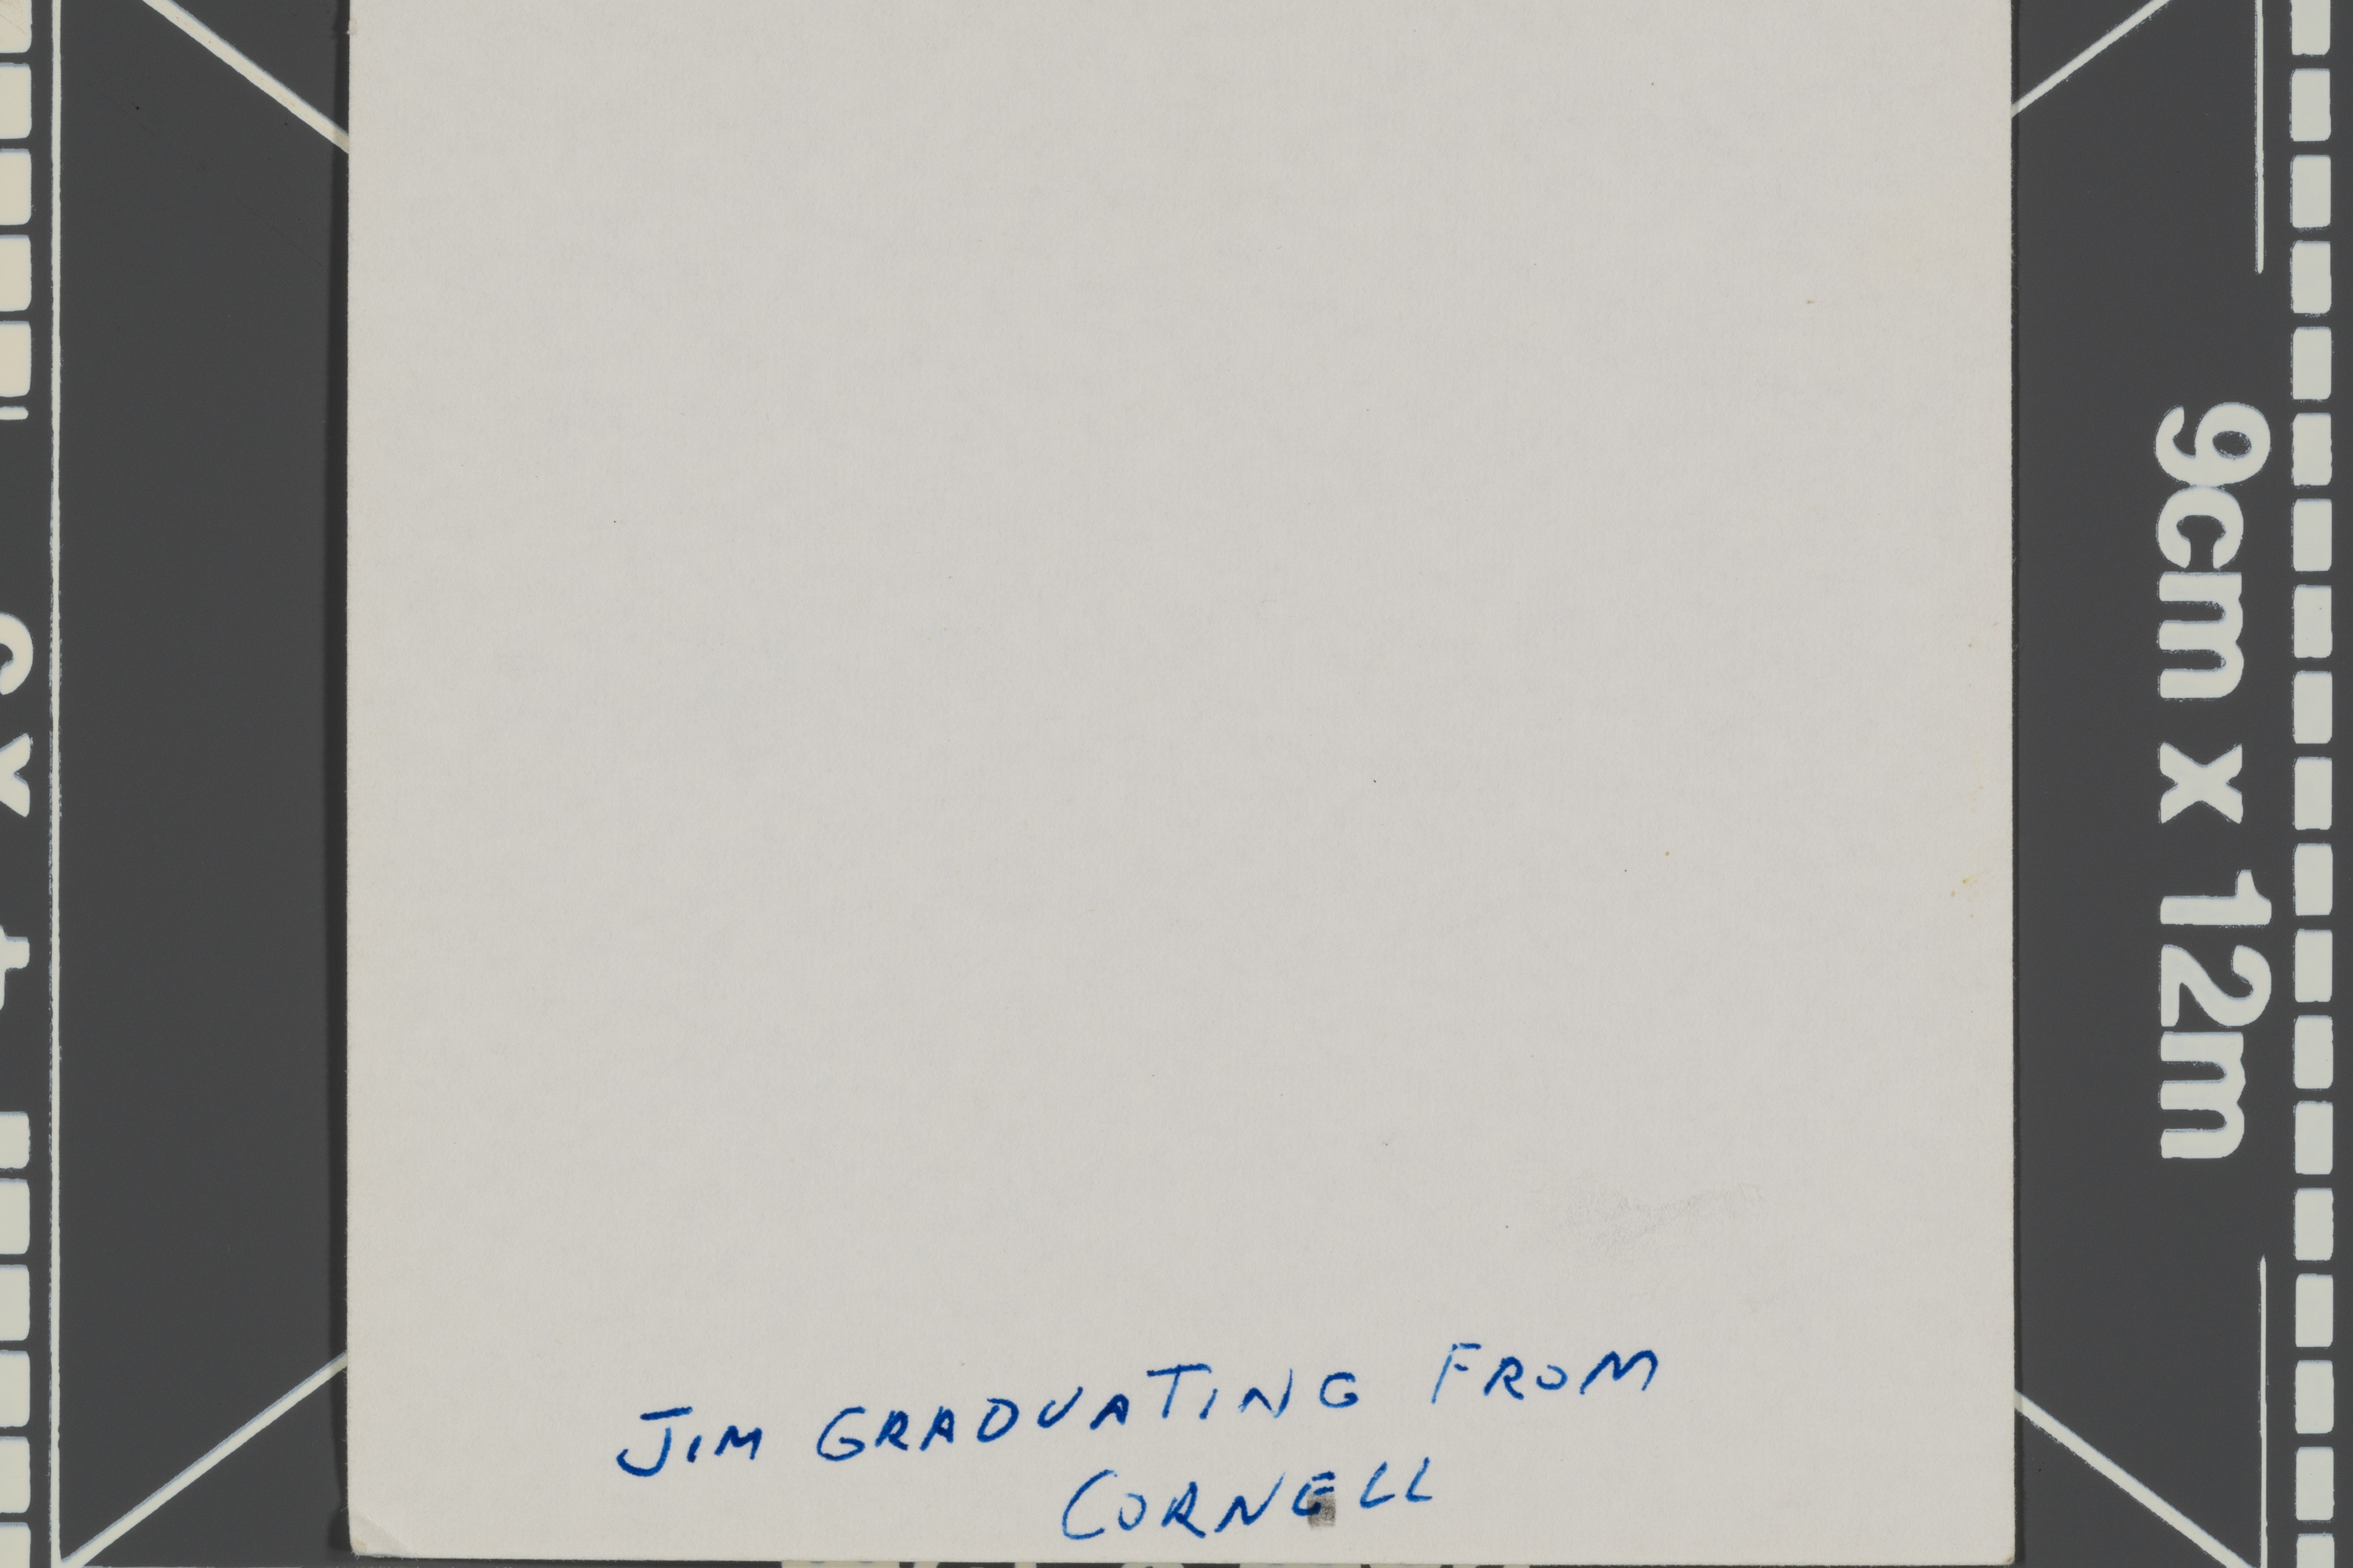 JIM GRADUATING FROM
CORNELL
9cm x 12m